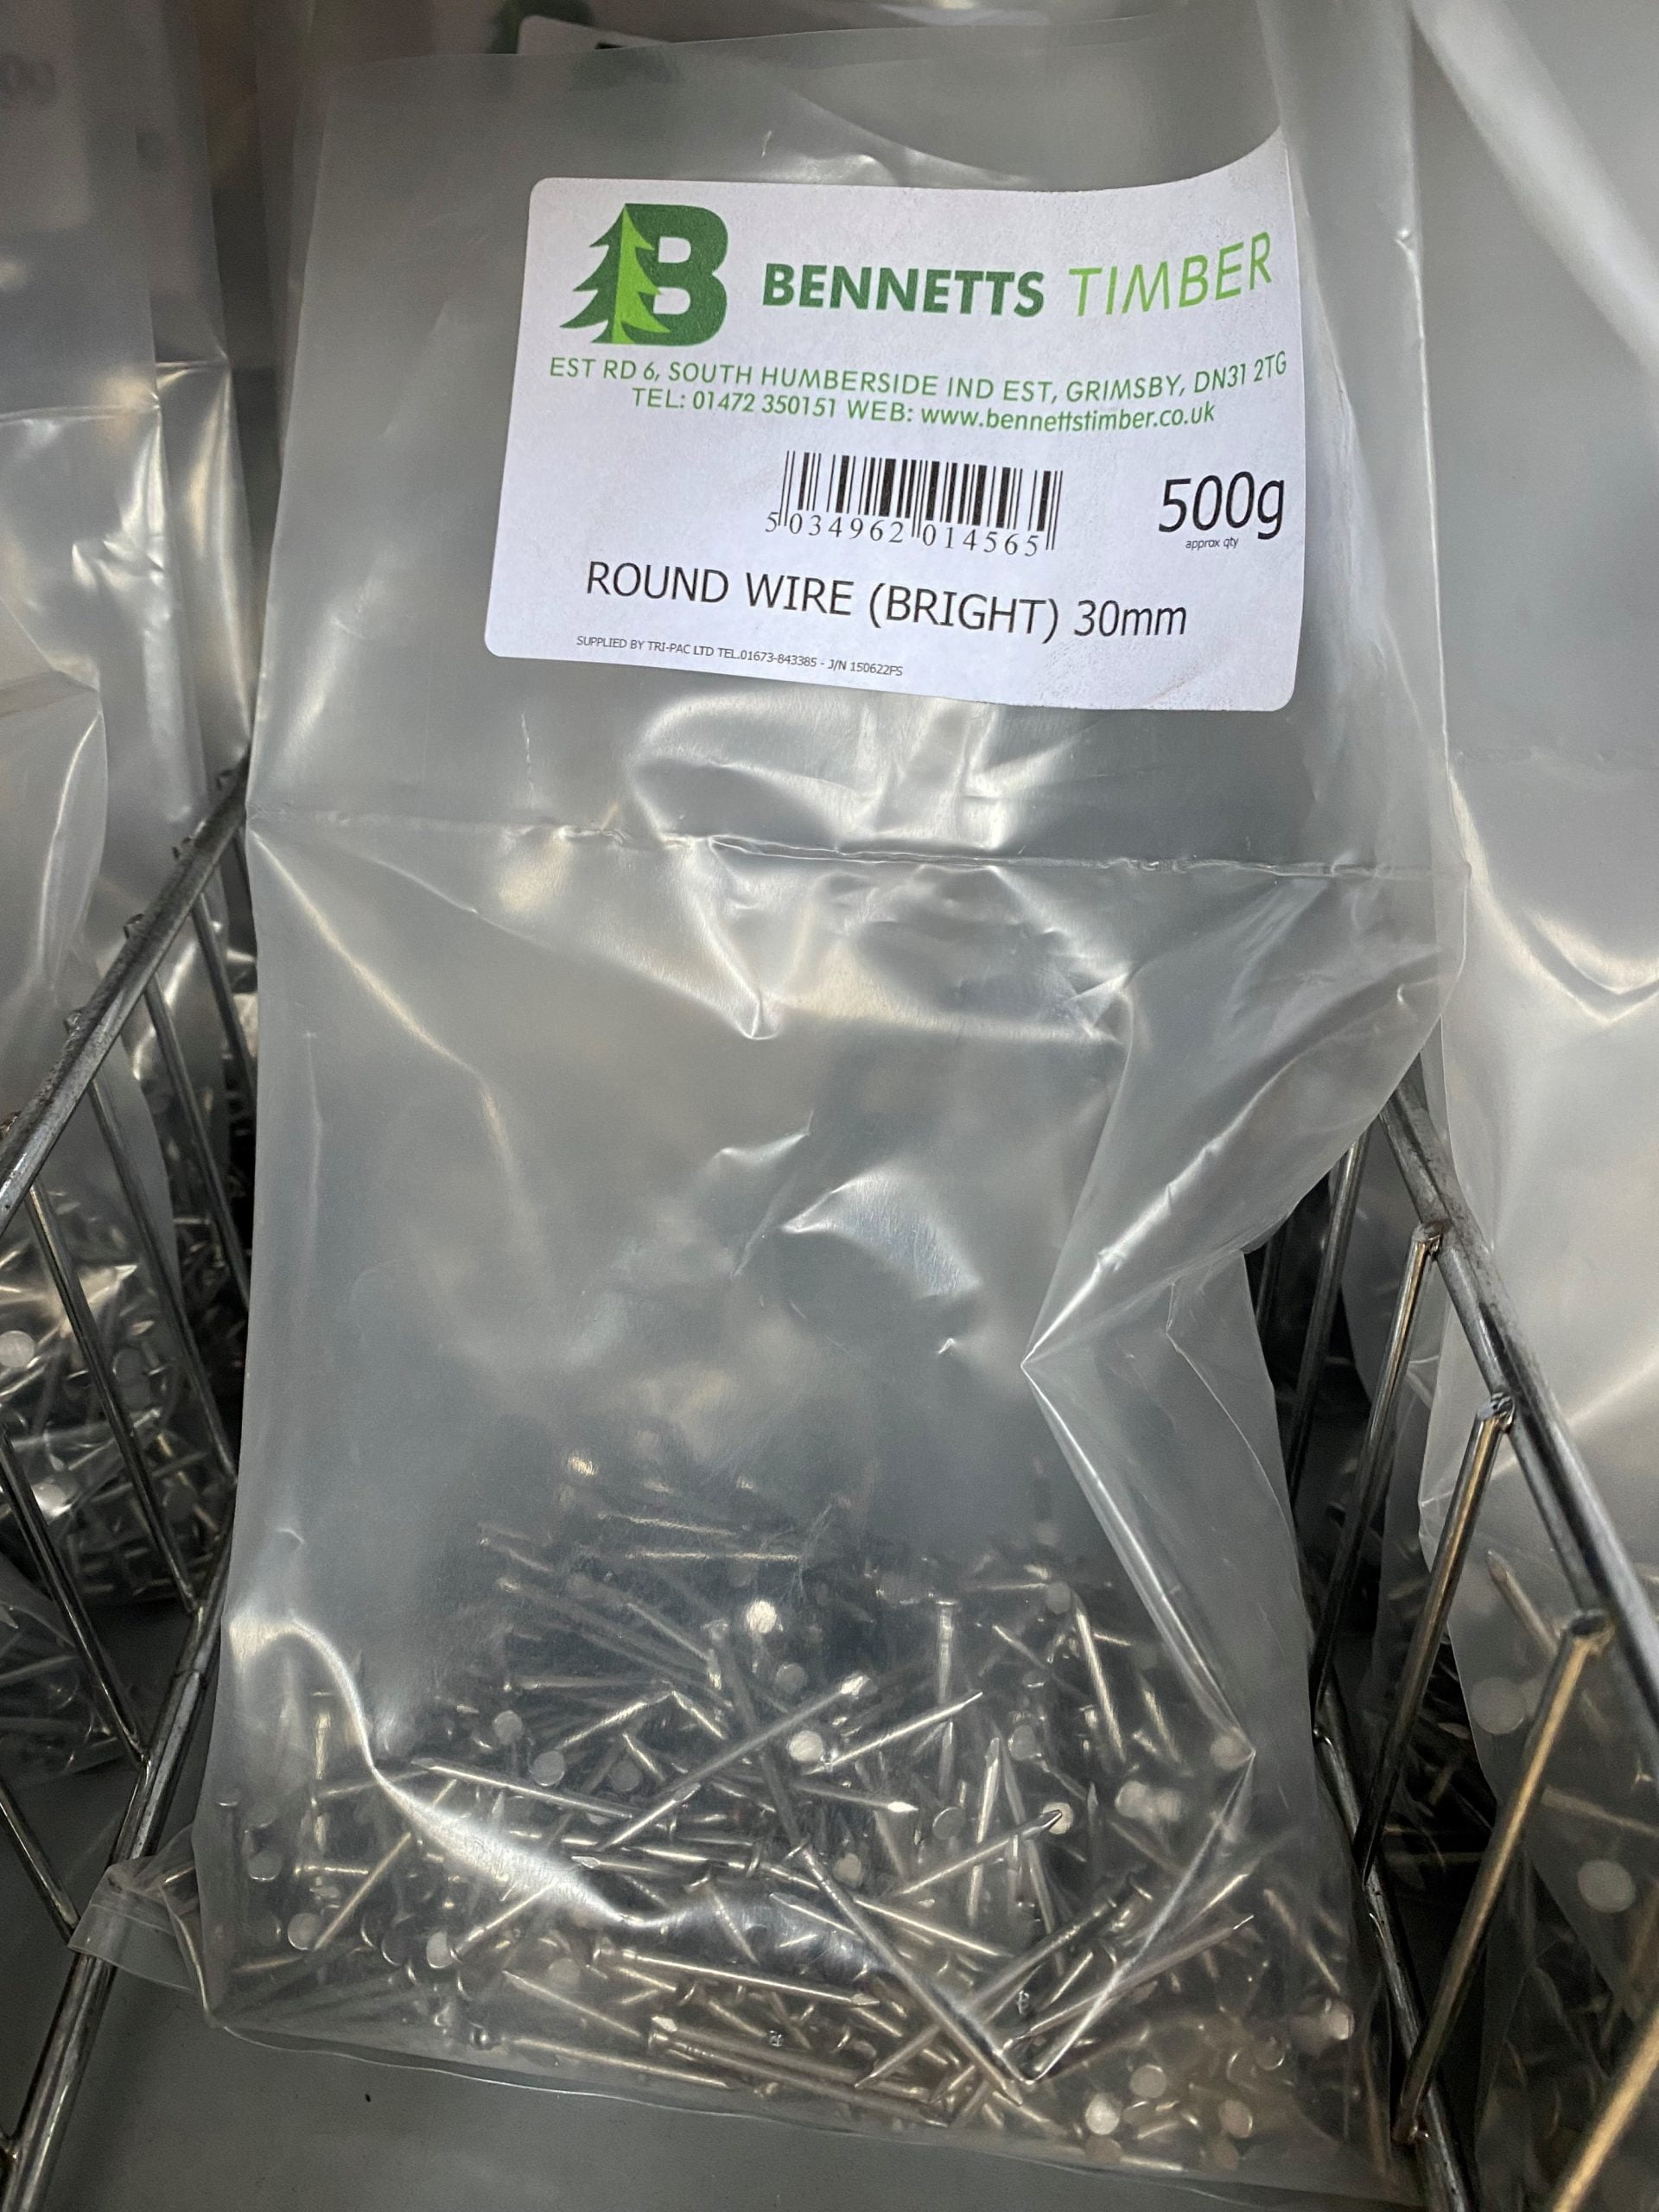 B BENNETTS TIMBER
EST RD 6, SOUTH HUMBERSIDE IND EST, GRIMSBY, DN31 2TG
TEL: 01472 350151 WEB: www.bennettstimber.co.uk
5 034962 014565
500g
approx qty
ROUND WIRE (BRIGHT) 30mm
SUPPLIED BY TRI-PAC LTD TEL.01673-843385 - J/N 150622FS